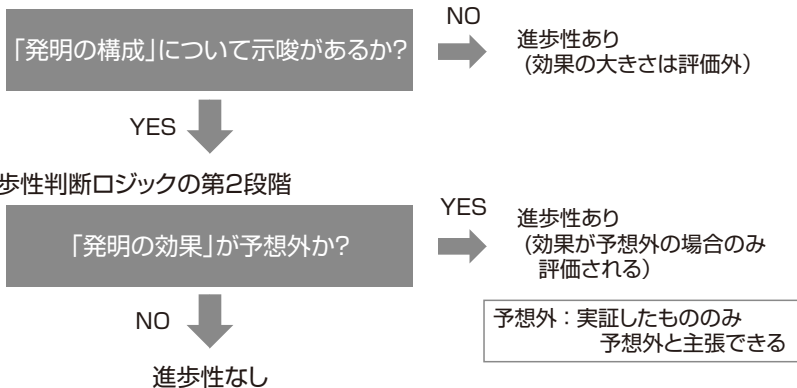 「発明の構成」について示唆があるか?
NO
進歩性あり
(効果の大きさは評価外)
YES
歩性判断ロジックの第2段階
「発明の効果」が予想外か?
YES
進歩性あり
(効果が予想外の場合のみ
評価される)
NO
予想外:実証したもののみ
予想外と主張できる
進歩性なし